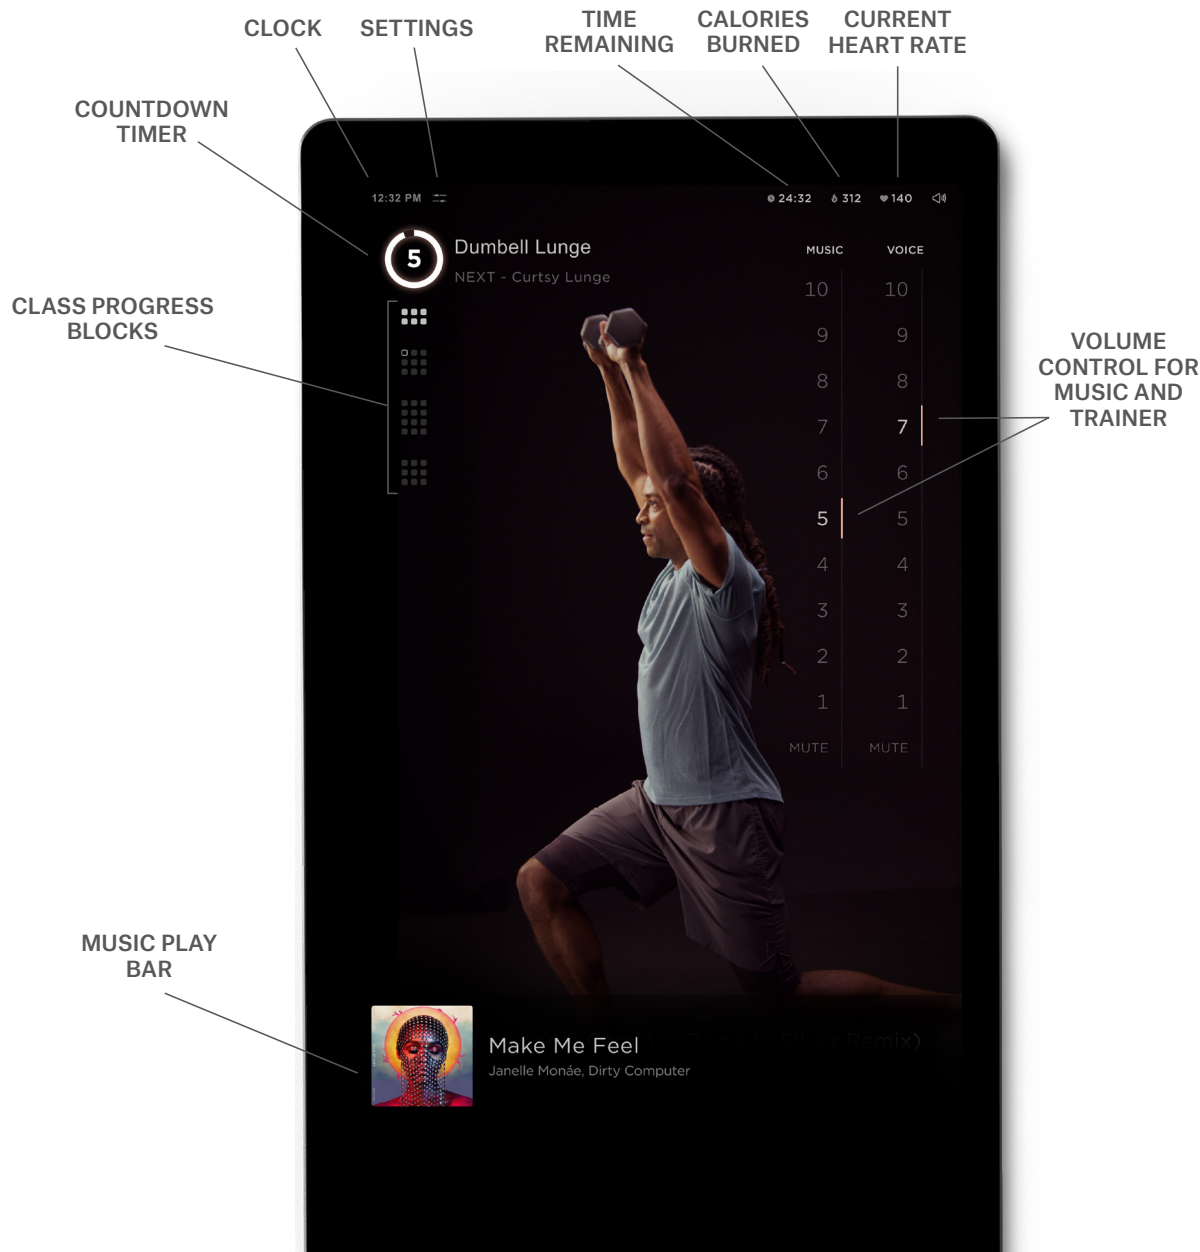 CLOCK
SETTINGS
TIME
REMAINING
CALORIES
BURNED
CURRENT
HEART RATE
COUNTDOWN
TIMER
12:32 PM
24:32
312
140
5
Dumbell Lunge
NEXT - Curtsy Lunge
MUSIC
VOICE
10 10
9 9
8 8
7 7
6 6
5 5
4 4
3 3
2 2
1 1
MUTE MUTE
CLASS PROGRESS
BLOCKS
VOLUME
CONTROL FOR
MUSIC AND
TRAINER
MUSIC PLAY
BAR
Make Me Feel
Remix)
Janelle Monáe, Dirty Computer